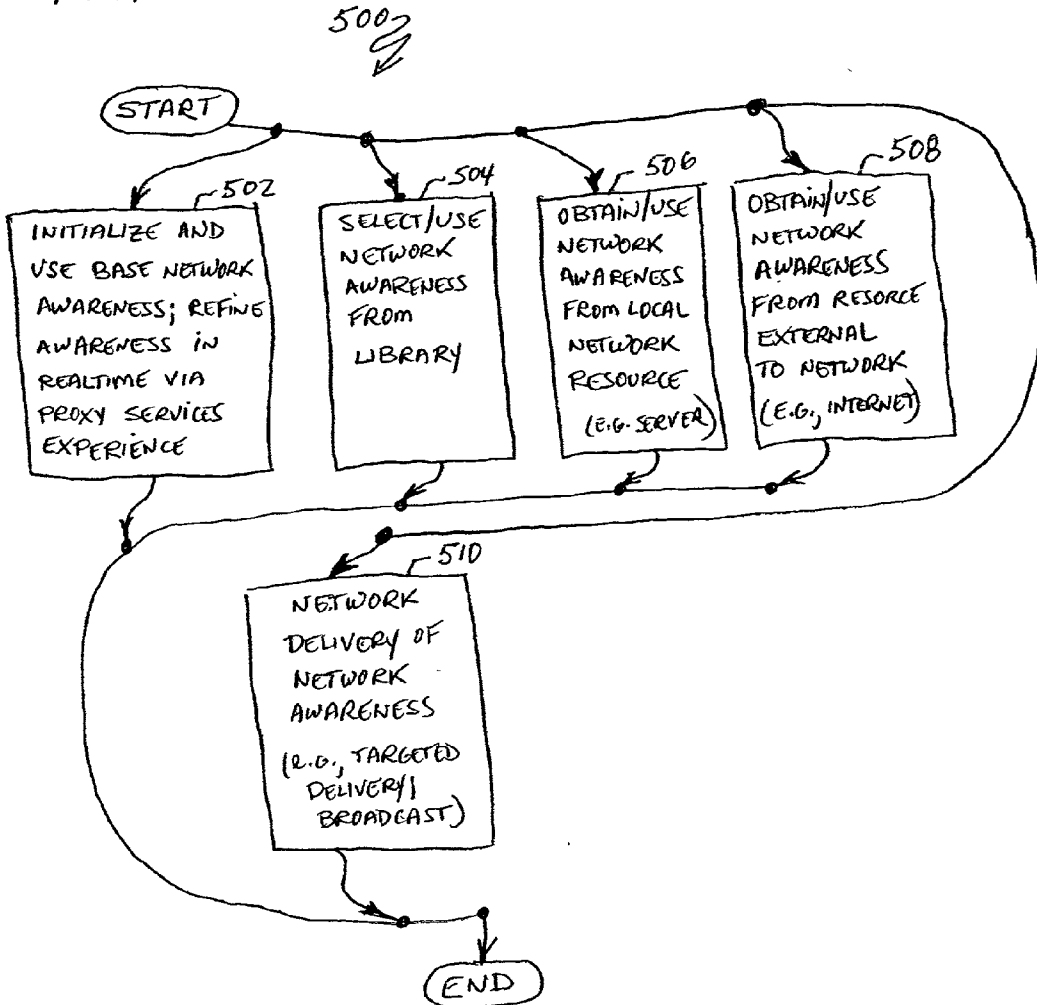 500
START
502
INITIALIZE AND
USE BASE NETWORK
AWARENESS; REFINE
AWARENESS IN
REALTIME VIA
PROXY SERVICES
EXPERIENCE
504
SELECT/USE
NETWORK
AWARENESS
FROM
LIBRARY
506
OBTAIN/USE
NETWORK
AWARENESS
FROM LOCAL
NETWORK
RESOURCE
(E.G. SERVER)
508
OBTAIN/USE
NETWORK
AWARENESS
FROM RESORCE
EXTERNAL
TO NETWORK
(E.G., INTERNET)
510
NETWORK
DELIVERY OF
NETWORK
AWARENESS
(E.G., TARGETED
DELIVERY/
BROADCAST)
END